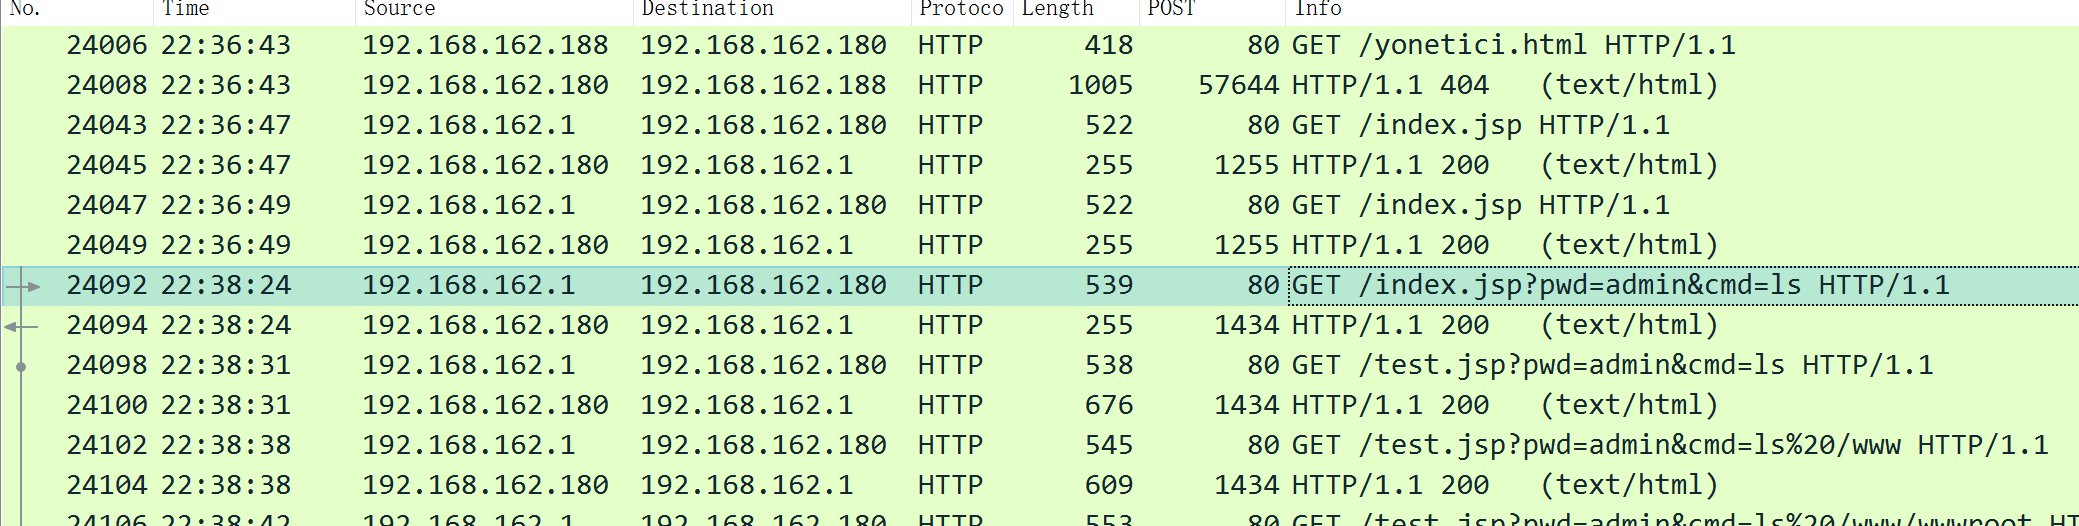 No. Time Source Destination Protoco Length POST Info
24006 22:36:43 192.168.162.188 192.168.162.180 HTTP 418 80 GET /yonetici.html HTTP/1.1
24008 22:36:43 192.168.162.180 192.168.162.188 HTTP 1005 57644 HTTP/1.1 404 (text/html)
24043 22:36:47 192.168.162.1 192.168.162.180 HTTP 522 80 GET /index.jsp HTTP/1.1
24045 22:36:47 192.168.162.180 192.168.162.1 HTTP 255 1255 HTTP/1.1 200 (text/html)
24047 22:36:49 192.168.162.1 192.168.162.180 HTTP 522 80 GET /index.jsp HTTP/1.1
24049 22:36:49 192.168.162.180 192.168.162.1 HTTP 255 1255 HTTP/1.1 200 (text/html)
24092 22:38:24 192.168.162.1 192.168.162.180 HTTP 539 80 GET /index.jsp?pwd=admin&cmd=ls HTTP/1.1
24094 22:38:24 192.168.162.180 192.168.162.1 HTTP 255 1434 HTTP/1.1 200 (text/html)
24098 22:38:31 192.168.162.1 192.168.162.180 HTTP 538 80 GET /test.jsp?pwd=admin&cmd=ls HTTP/1.1
24100 22:38:31 192.168.162.180 192.168.162.1 HTTP 676 1434 HTTP/1.1 200 (text/html)
24102 22:38:38 192.168.162.1 192.168.162.180 HTTP 545 80 GET /test.jsp?pwd=admin&cmd=ls%20/www HTTP/1.1
24104 22:38:38 192.168.162.180 192.168.162.1 HTTP 609 1434 HTTP/1.1 200 (text/html)
24106 22:38:42 192.168.162.1 192.168.162.180 HTTP 553 80 GET /test.jsp?pwd=admin&cmd=ls%20/www/wwwroot HT